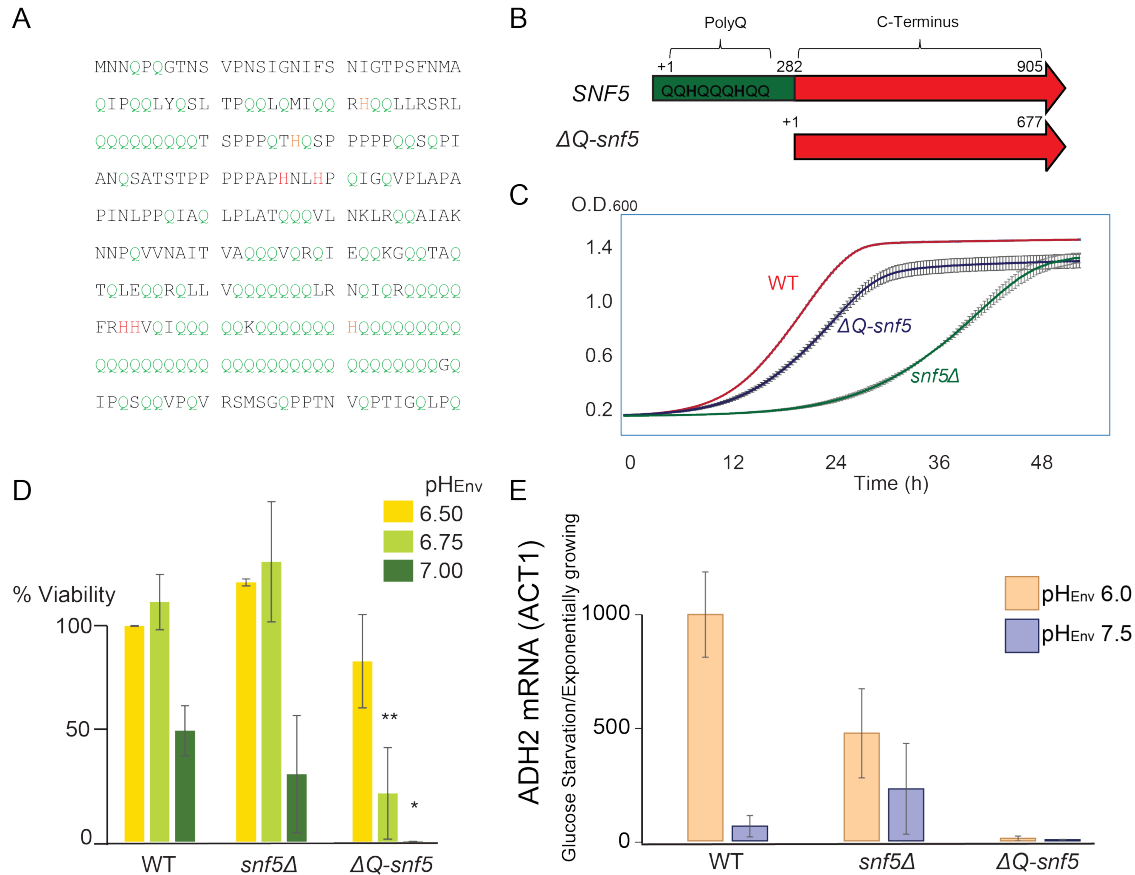 A
MNNQPQGTNS VPNSIGNIFS NIGTPSFNMA
QIPQQLYQSL TPQQLQMIQQ RHQQLLRSRL
QQQQQQQQQT SPPPQTHQSP PPPPQQSQPI
ANQSATSTPP PPPAPHNLHP QIGQVPLAPA
PINLPPQIAQ LPLATQQQVL NKLRQQAIAK
NNPQVVNAIT VAQQQVQRQI EQQKGQQTAQ
TQLEQQRQLL VQQQQQQQLR NQIQRQQQQQ
FRHHVQIQQQ QQKQQQQQQQ HQQQQQQQQQ
QQQQQQQQQQ QQQQQQQQQQ QQQQQQQQGQ
IPQSQQVPQV RSMSGQPPTN VQPTIGQLPQ
B
PolyQ C-Terminus
+1 282 905
SNF5 QQHQQQHQQ
+1 677
ΔQ-snf5
C
O.D.600
1.4
1.0
0.6
0.2
WT
ΔQ-snf5
snf5Δ
0 12 24 36 48
Time (h)
D
pHEnv
6.50
6.75
7.00
% Viability
100
50
0
**
*
WT snf5Δ ΔQ-snf5
E
ADH2 mRNA (ACT1)
Glucose Starvation/Exponentially growing
1000
500
0
pHEnv 6.0
pHEnv 7.5
WT snf5Δ ΔQ-snf5